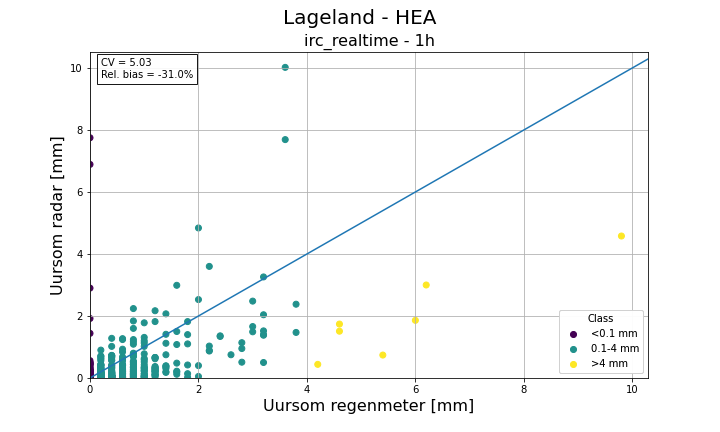 Lageland - HEA
irc_realtime - 1h
CV = 5.03
Rel. bias = -31.0%
Uursom radar [mm]
10
8
6
4
2
0
0 2 4 6 8 10
Uursom regenmeter [mm]
Class
<0.1 mm
0.1-4 mm
>4 mm